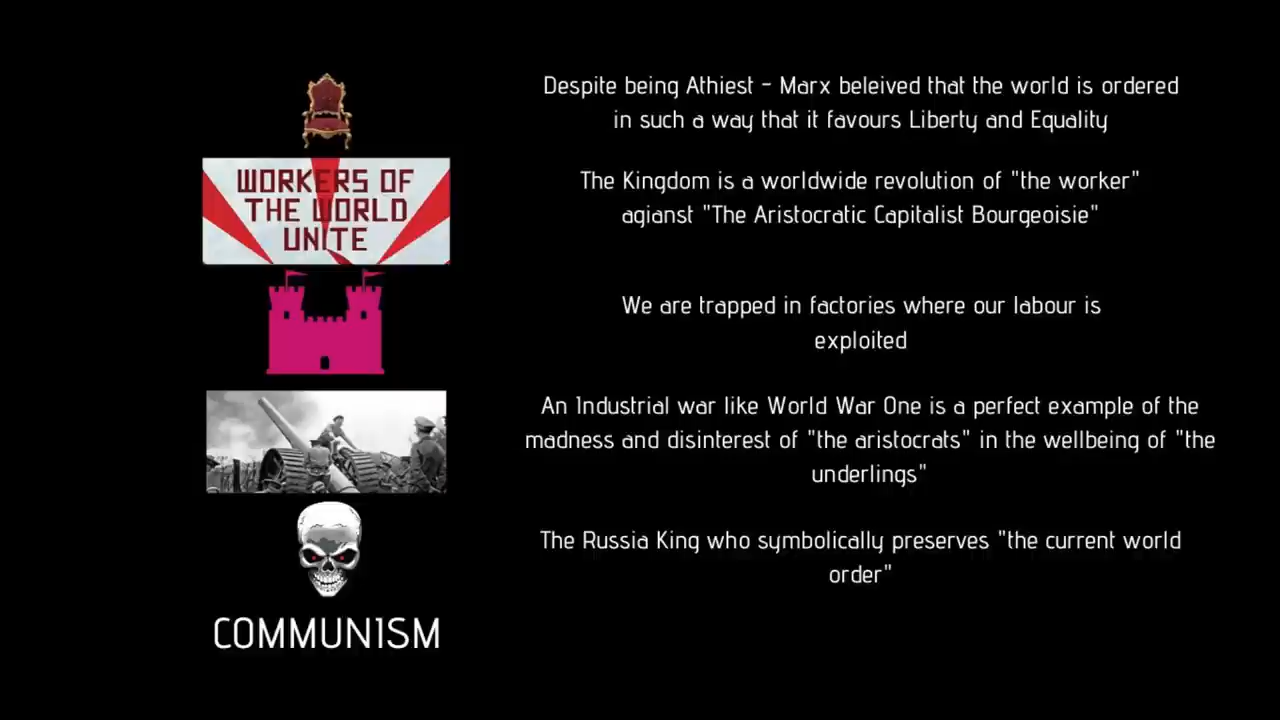 Despite being Athiest - Marx beleived that the world is ordered
in such a way that it favours Liberty and Equality
WORKERS OF
THE WORLD
UNITE
The Kingdom is a worldwide revolution of "the worker"
agianst "The Aristocratic Capitalist Bourgeoisie"
We are trapped in factories where our labour is
exploited
An Industrial war like World War One is a perfect example of the
madness and disinterest of "the aristocrats" in the wellbeing of "the
underlings"
The Russia King who symbolically preserves "the current world
order"
COMMUNISM